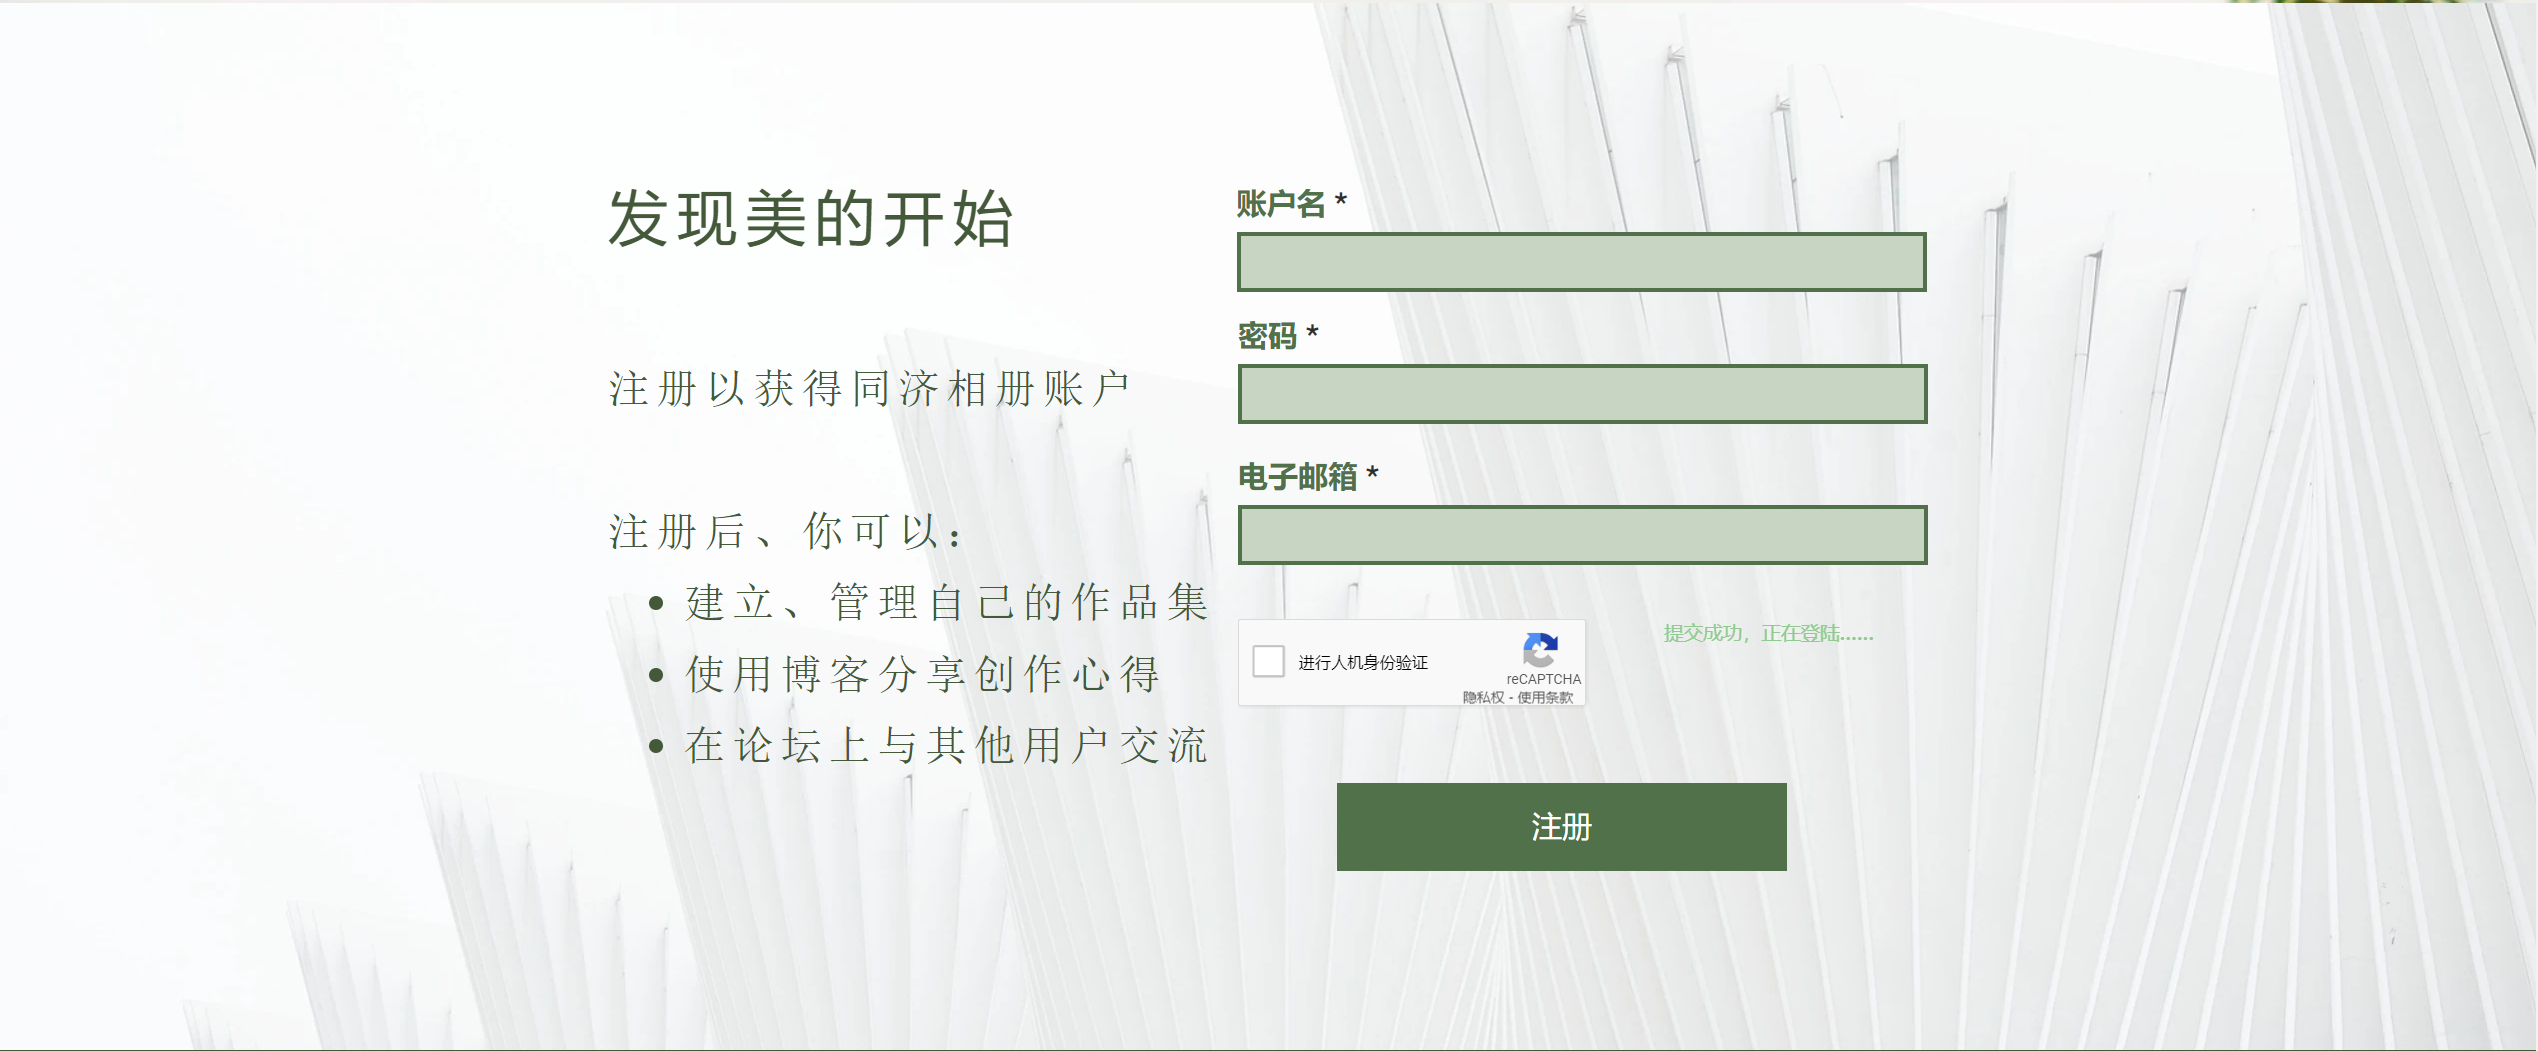 发现美的开始
注册以获得同济相册账户
注册后、你可以：
建立、管理自己的作品集
使用博客分享创作心得
在论坛上与其他用户交流
账户名 *
密码 *
电子邮箱 *
进行人机身份验证
reCAPTCHA
隐私权 - 使用条款
提交成功，正在登陆......
注册